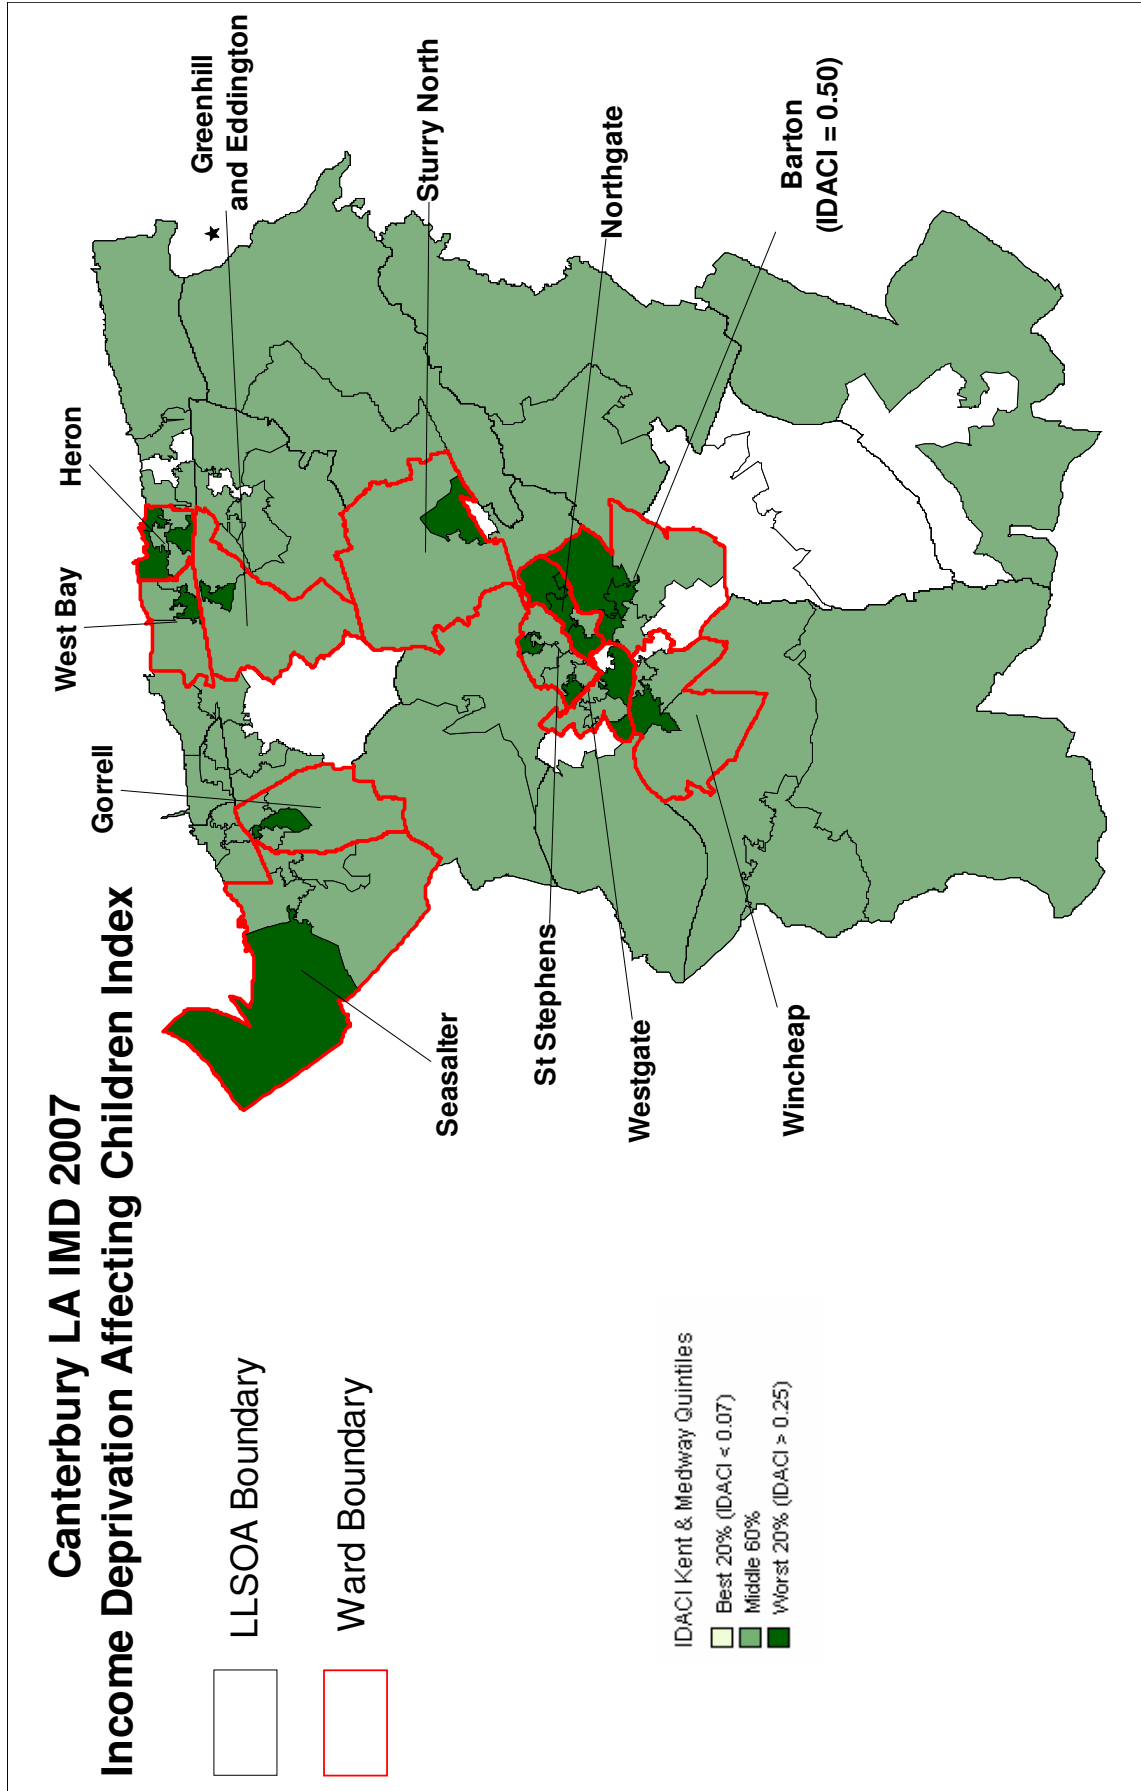 Canterbury LA IMD 2007
Income Deprivation Affecting Children Index
LLSOA Boundary
Ward Boundary
IDACI Kent & Medway Quintiles
Best 20% (IDACI < 0.07)
Middle 60%
Worst 20% (IDACI > 0.25)
Seasalter
Gorrell
West Bay
Heron
Greenhill
and Eddington
Sturry North
Northgate
Barton
(IDACI = 0.50)
St Stephens
Westgate
Wincheap